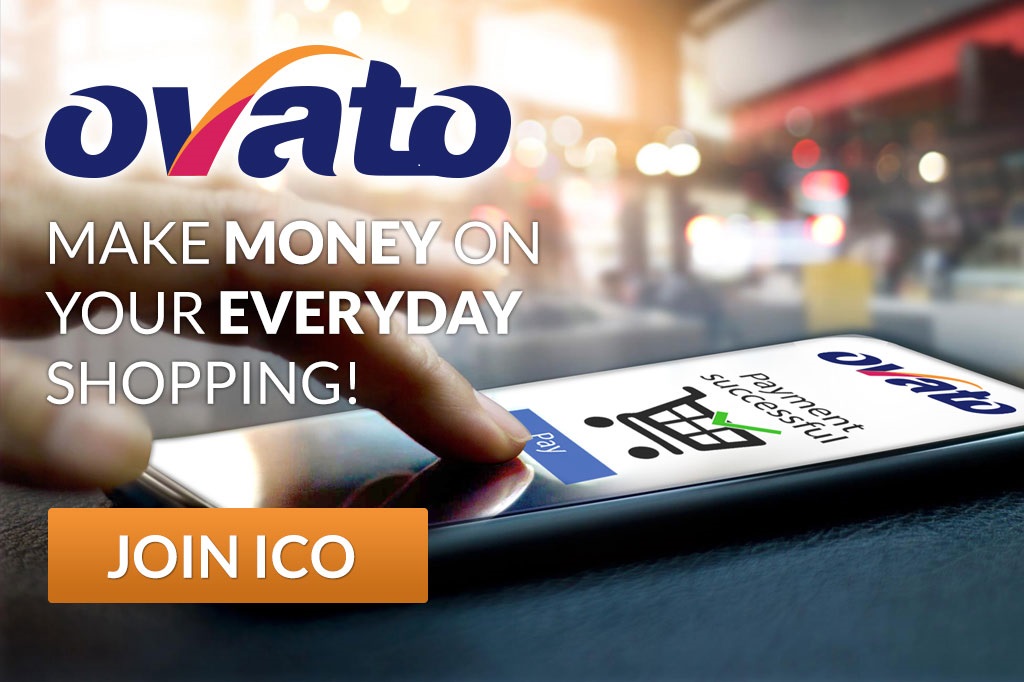 ovato
MAKE MONEY ON
YOUR EVERYDAY
SHOPPING!
JOIN ICO
ovato
Payment
successful
Pay